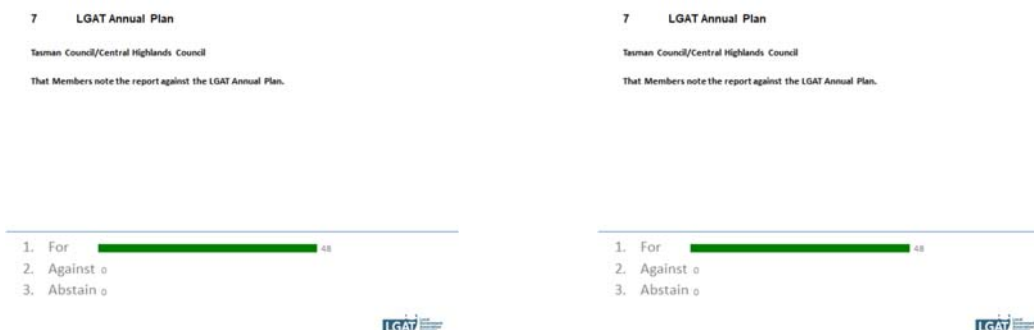 7 LGAT Annual Plan
Tasman Council/Central Highlands Council
That Members note the report against the LGAT Annual Plan.
1. For 48
2. Against 0
3. Abstain 0
LGAT
7 LGAT Annual Plan
Tasman Council/Central Highlands Council
That Members note the report against the LGAT Annual Plan.
1. For 48
2. Against 0
3. Abstain 0
LGAT